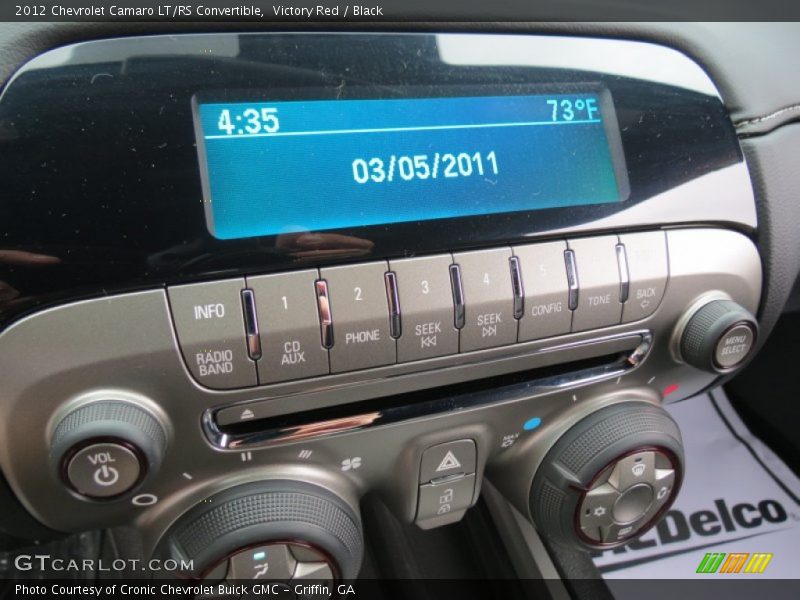 2012 Chevrolet Camaro LT/RS Convertible, Victory Red / Black
4:35
73°F
03/05/2011
INFO
RADIO
BAND
1
CD
AUX
2
PHONE
3
SEEK
4
SEEK
5
CONFIG
TONE
BACK
MENU
SELECT
VOL
MAX
A/C
ACDelco
GTCARLOT.COM
Photo Courtesy of Cronic Chevrolet Buick GMC - Griffin, GA